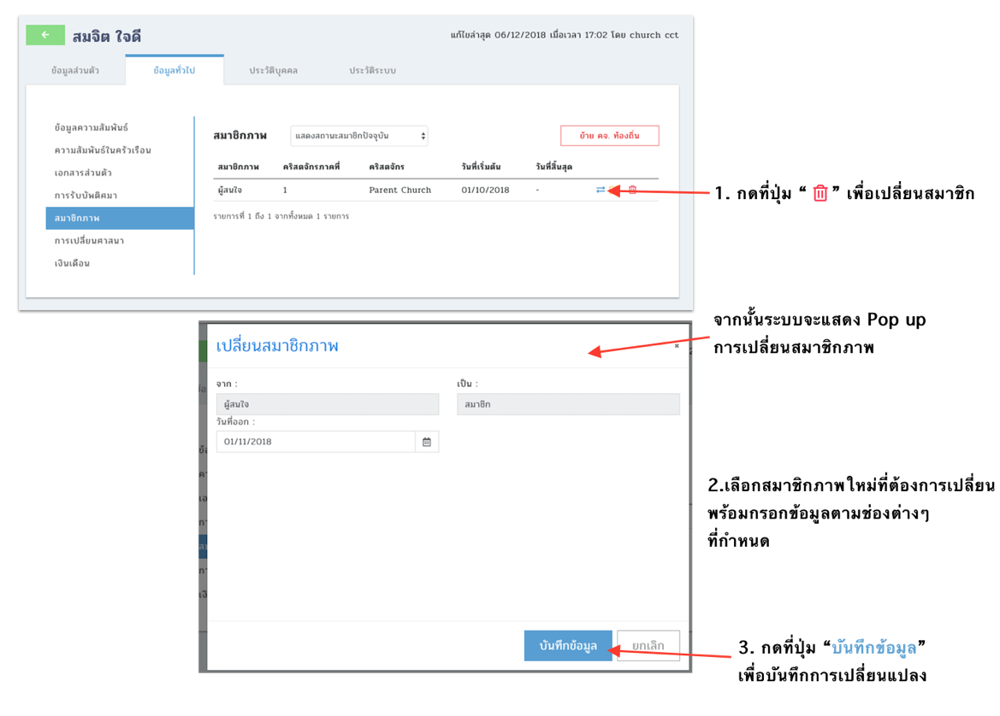 สมจิต ใจดี
แก้ไขล่าสุด 06/12/2018 เมื่อเวลา 17:02 โดย church cct
ข้อมูลส่วนตัว ข้อมูลทั่วไป ประวัติบุคคล ประวัติระบบ
ข้อมูลความสัมพันธ์
ความสัมพันธ์ในครัวเรือน
เอกสารส่วนตัว
การรับบัพติศมา
สมาชิกภาพ
การเปลี่ยนศาสนา
เงินเดือน
สมาชิกภาพ แสดงสถานะสมาชิกปัจจุบัน ย้าย คจ. ท้องถิ่น
สมาชิกภาพ คริสตจักรภาคที่ คริสตจักร วันที่เริ่มต้น วันที่สิ้นสุด
ผู้สนใจ 1 Parent Church 01/10/2018 -
รายการที่ 1 ถึง 1 จากทั้งหมด 1 รายการ
1. กดที่ปุ่ม “ ” เพื่อเปลี่ยนสมาชิก
จากนั้นระบบจะแสดง Pop up
การเปลี่ยนสมาชิกภาพ
เปลี่ยนสมาชิกภาพ
×
จาก : เป็น :
ผู้สนใจ สมาชิก
วันที่ออก :
01/11/2018
2.เลือกสมาชิกภาพใหม่ที่ต้องการเปลี่ยน
พร้อมกรอกข้อมูลตามช่องต่างๆ
ที่กำหนด
บันทึกข้อมูล ยกเลิก
3. กดที่ปุ่ม “บันทึกข้อมูล”
เพื่อบันทึกการเปลี่ยนแปลง